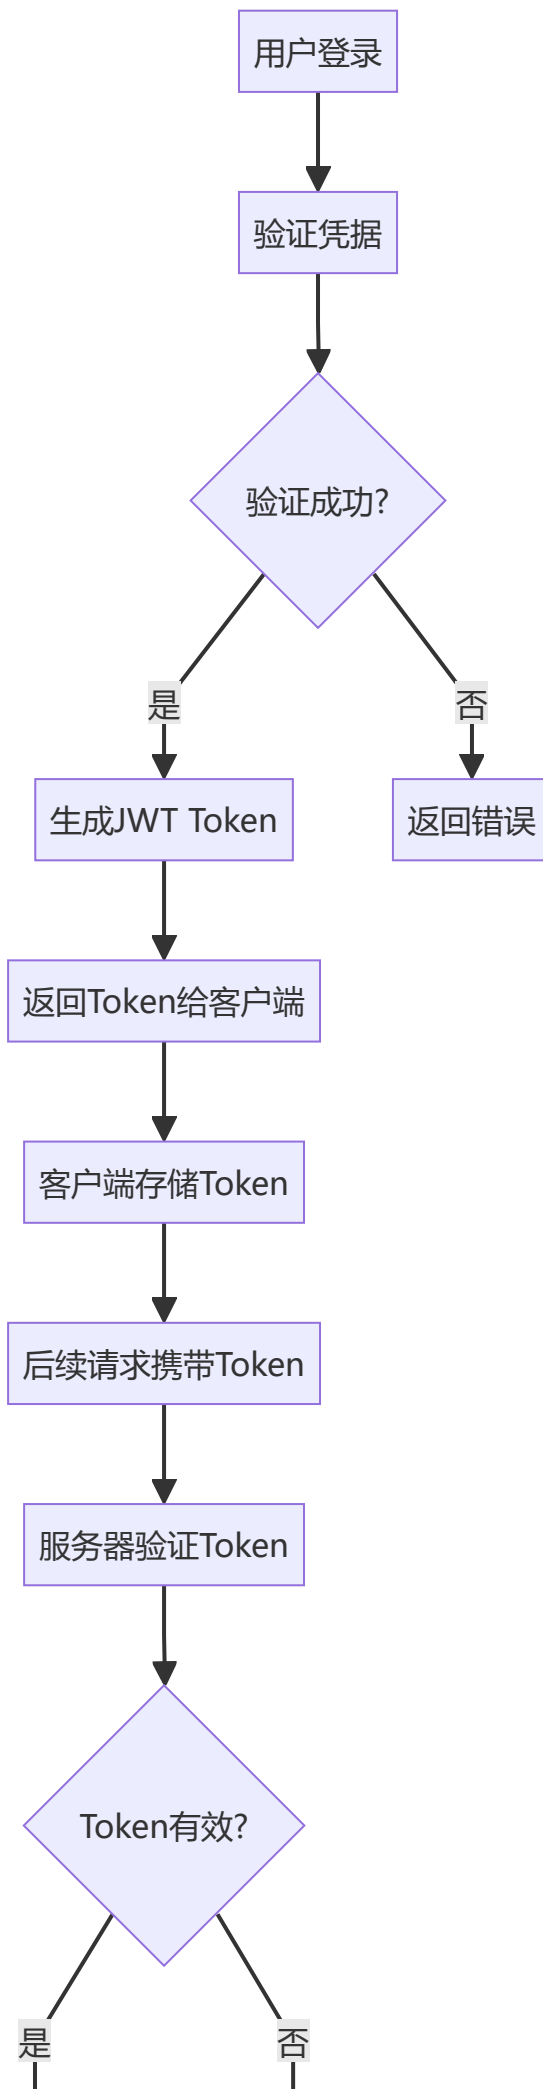 用户登录
验证凭据
验证成功?
是
否
生成JWT Token
返回错误
返回Token给客户端
客户端存储Token
后续请求携带Token
服务器验证Token
Token有效?
是
否